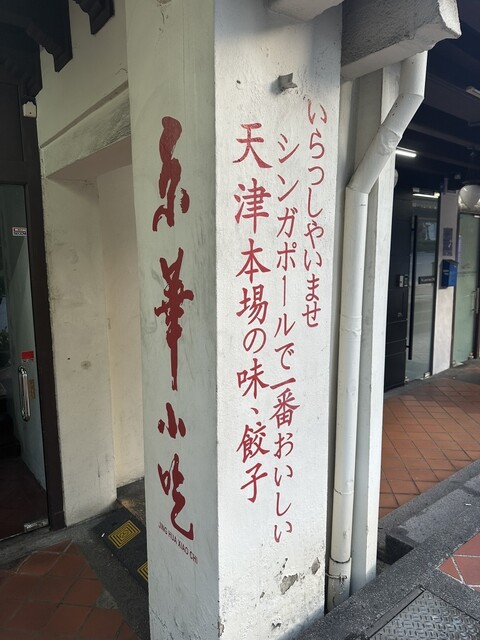 京華小吃
JING HUA XIAO CHI
いらっしゃいませ
シンガポールで一番おいしい
天津本場の味、餃子